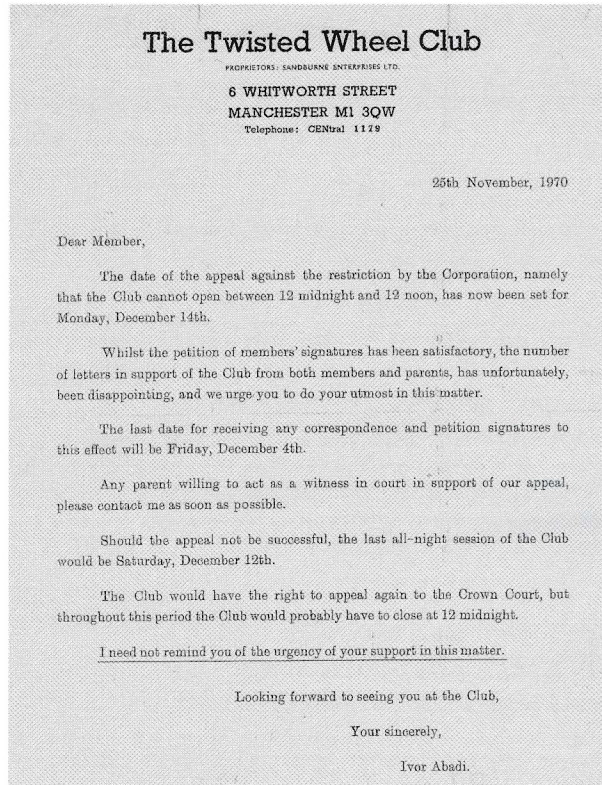 The Twisted Wheel Club
PROPRIETORS: SANDBURNE ENTERPRISES LTD.
6 WHITWORTH STREET
MANCHESTER M1 3QW
Telephone: CENtral 1179
25th November, 1970
Dear Member,
The date of the appeal against the restriction by the Corporation, namely
that the Club cannot open between 12 midnight and 12 noon, has now been set for
Monday, December 14th.
Whilst the petition of members' signatures has been satisfactory, the number
of letters in support of the Club from both members and parents, has unfortunately,
been disappointing, and we urge you to do your utmost in this matter.
The last date for receiving any correspondence and petition signatures to
this effect will be Friday, December 4th.
Any parent willing to act as a witness in court in support of our appeal,
please contact me as soon as possible.
Should the appeal not be successful, the last all-night session of the Club
would be Saturday, December 12th.
The Club would have the right to appeal again to the Crown Court, but
throughout this period the Club would probably have to close at 12 midnight.
I need not remind you of the urgency of your support in this matter.
Looking forward to seeing you at the Club,
Your sincerely,
Ivor Abadi.